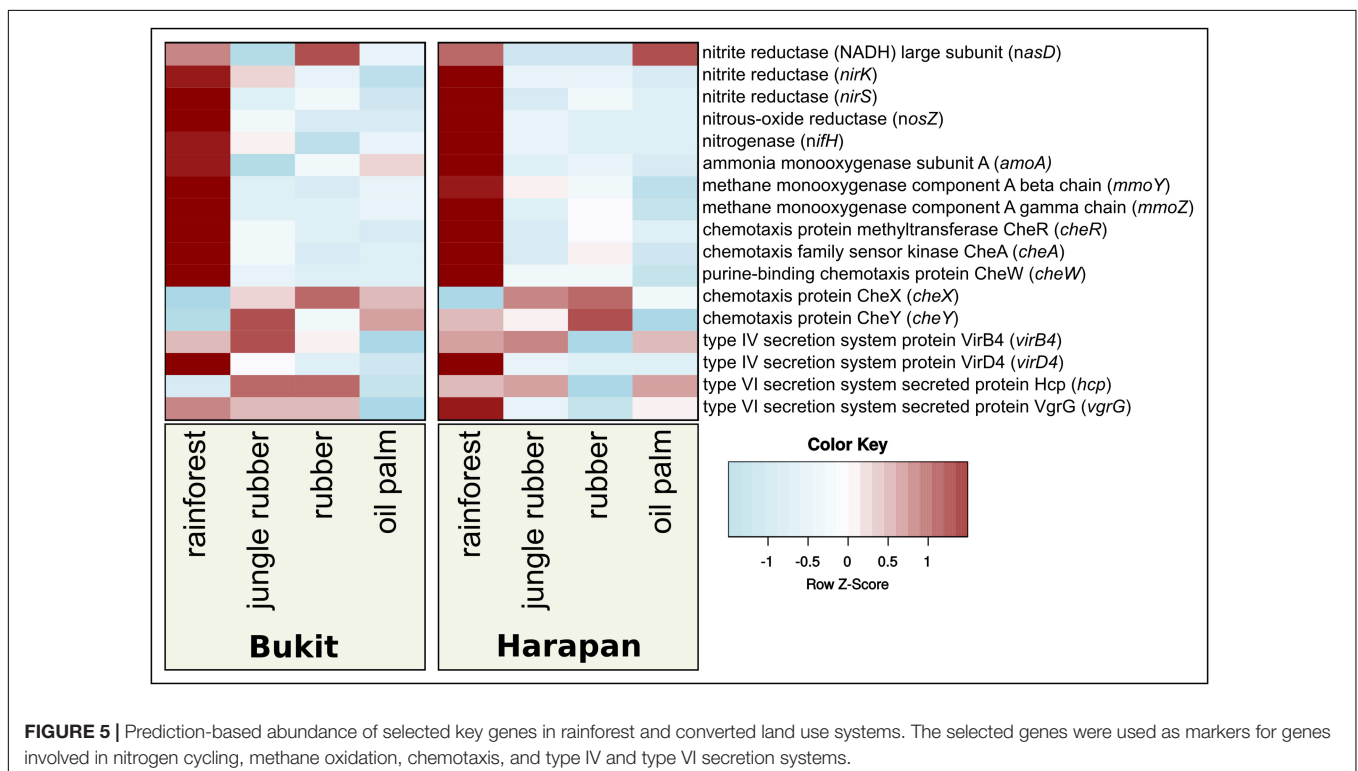 nitrite reductase (NADH) large subunit (nasD)
nitrite reductase (nirK)
nitrite reductase (nirS)
nitrous-oxide reductase (nosZ)
nitrogenase (nifH)
ammonia monooxygenase subunit A (amoA)
methane monooxygenase component A beta chain (mmoY)
methane monooxygenase component A gamma chain (mmoZ)
chemotaxis protein methyltransferase CheR (cheR)
chemotaxis family sensor kinase CheA (cheA)
purine-binding chemotaxis protein CheW (cheW)
chemotaxis protein CheX (cheX)
chemotaxis protein CheY (cheY)
type IV secretion system protein VirB4 (virB4)
type IV secretion system protein VirD4 (virD4)
type VI secretion system secreted protein Hcp (hcp)
type VI secretion system secreted protein VgrG (vgrG)
rainforest
jungle rubber
rubber
oil palm
Bukit
rainforest
jungle rubber
rubber
oil palm
Harapan
Color Key
-1 -0.5 0 0.5 1
Row Z-Score
FIGURE 5 | Prediction-based abundance of selected key genes in rainforest and converted land use systems. The selected genes were used as markers for genes
involved in nitrogen cycling, methane oxidation, chemotaxis, and type IV and type VI secretion systems.